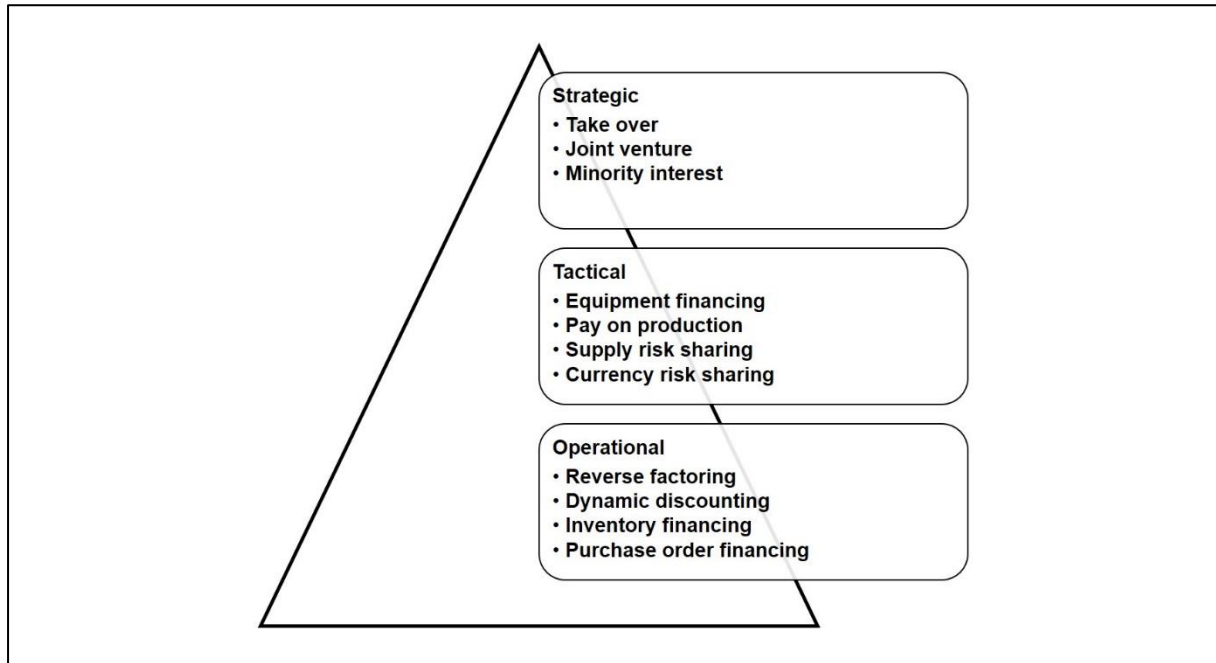 Strategic
• Take over
• Joint venture
• Minority interest
Tactical
• Equipment financing
• Pay on production
• Supply risk sharing
• Currency risk sharing
Operational
• Reverse factoring
• Dynamic discounting
• Inventory financing
• Purchase order financing